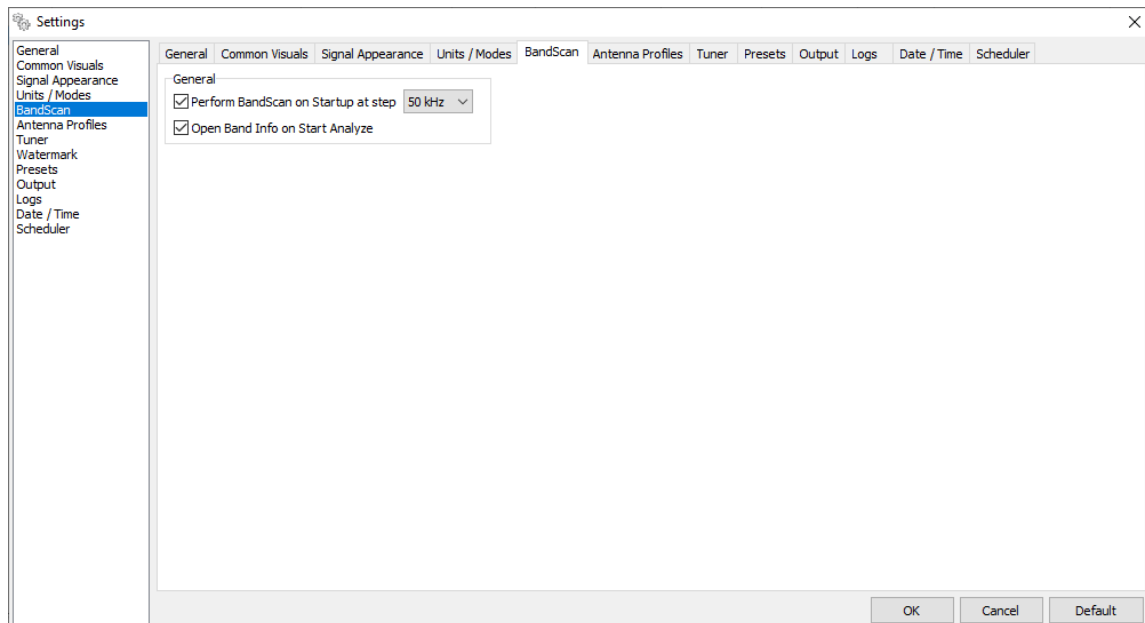 Settings
General
Common Visuals
Signal Appearance
Units / Modes
BandScan
Antenna Profiles
Tuner
Watermark
Presets
Output
Logs
Date / Time
Scheduler
General Common Visuals Signal Appearance Units / Modes BandScan Antenna Profiles Tuner Presets Output Logs Date / Time Scheduler
General
Perform BandScan on Startup at step 50 kHz
Open Band Info on Start Analyze
OK Cancel Default